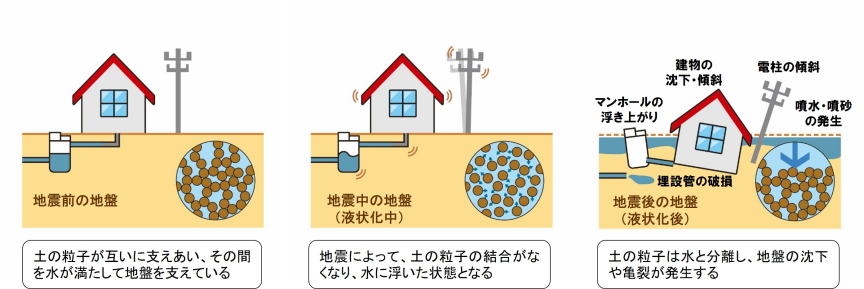 地震前の地盤
土の粒子が互いに支えあい、その間
を水が満たして地盤を支えている
地震中の地盤
（液状化中）
地震によって、土の粒子の結合がな
くなり、水に浮いた状態となる
建物の
沈下・傾斜
電柱の傾斜
マンホールの
浮き上がり
噴水・噴砂
の発生
埋設管の破損
地震後の地盤
（液状化後）
土の粒子は水と分離し、地盤の沈下
や亀裂が発生する